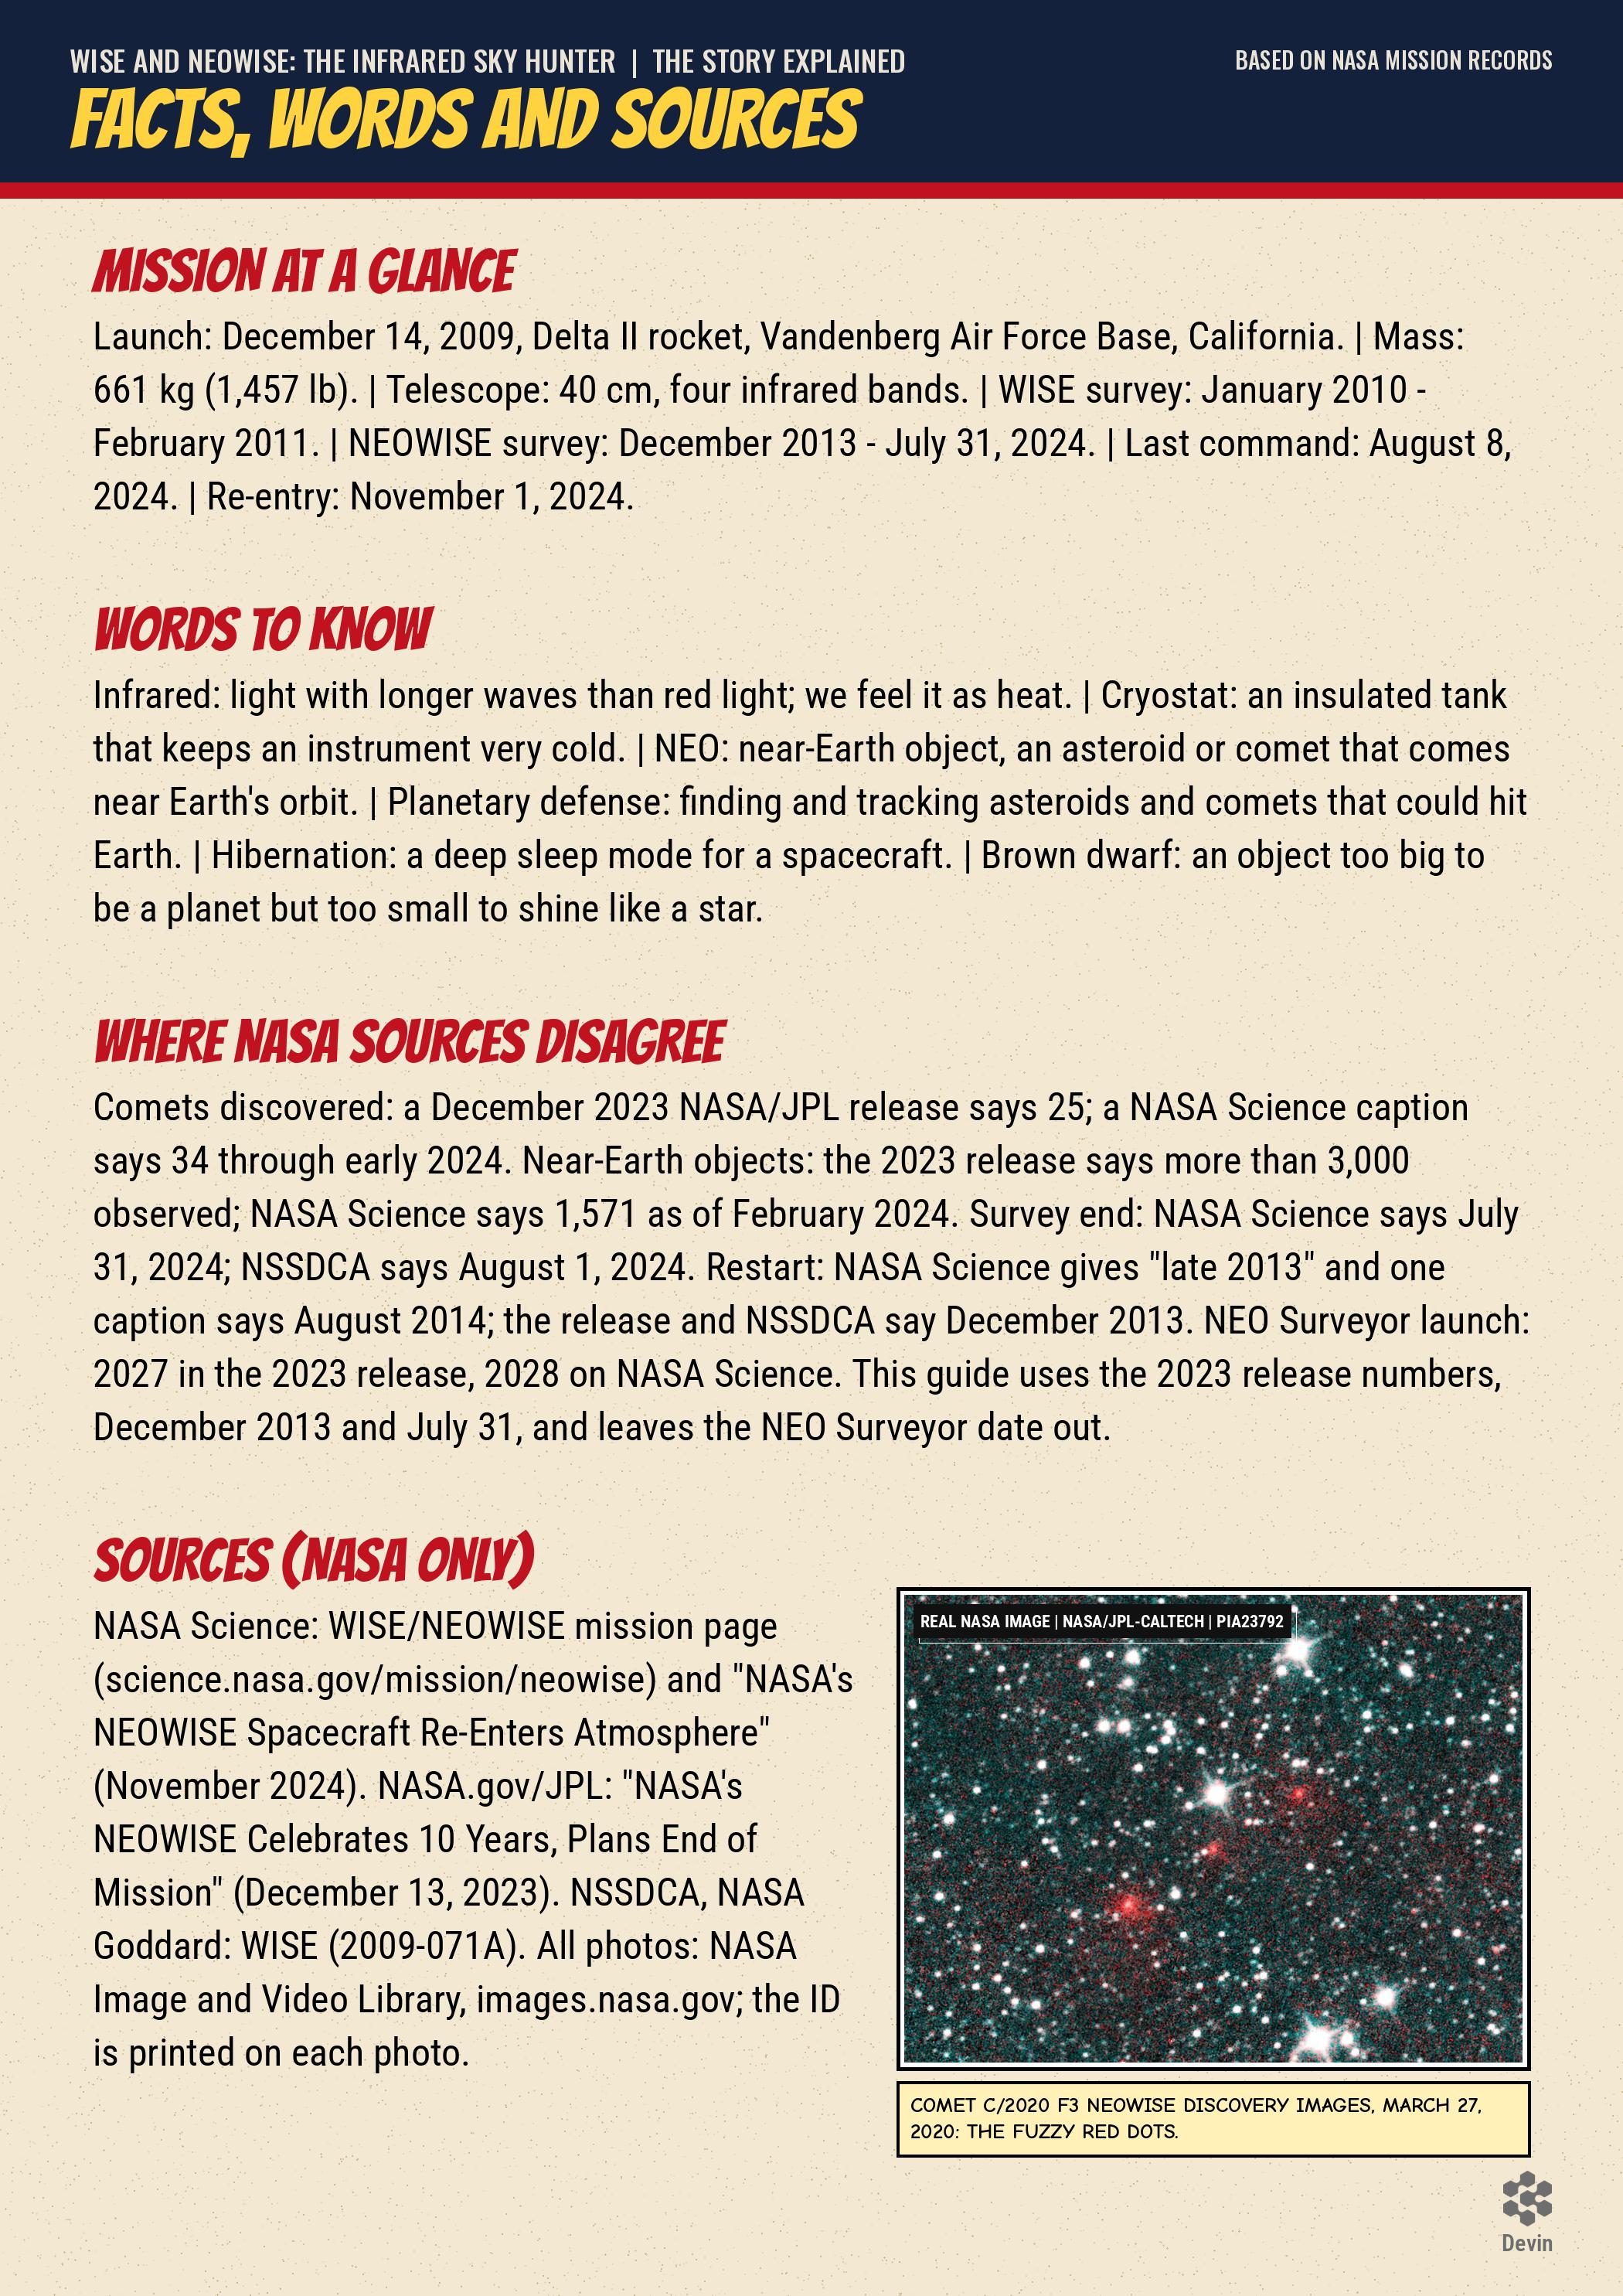 WISE AND NEOWISE: THE INFRARED SKY HUNTER | THE STORY EXPLAINED
BASED ON NASA MISSION RECORDS
FACTS, WORDS AND SOURCES
MISSION AT A GLANCE
Launch: December 14, 2009, Delta II rocket, Vandenberg Air Force Base, California. | Mass:
661 kg (1,457 lb). | Telescope: 40 cm, four infrared bands. | WISE survey: January 2010 -
February 2011. | NEOWISE survey: December 2013 - July 31, 2024. | Last command: August 8,
2024. | Re-entry: November 1, 2024.
WORDS TO KNOW
Infrared: light with longer waves than red light; we feel it as heat. | Cryostat: an insulated tank
that keeps an instrument very cold. | NEO: near-Earth object, an asteroid or comet that comes
near Earth's orbit. | Planetary defense: finding and tracking asteroids and comets that could hit
Earth. | Hibernation: a deep sleep mode for a spacecraft. | Brown dwarf: an object too big to
be a planet but too small to shine like a star.
WHERE NASA SOURCES DISAGREE
Comets discovered: a December 2023 NASA/JPL release says 25; a NASA Science caption
says 34 through early 2024. Near-Earth objects: the 2023 release says more than 3,000
observed; NASA Science says 1,571 as of February 2024. Survey end: NASA Science says July
31, 2024; NSSDCA says August 1, 2024. Restart: NASA Science gives "late 2013" and one
caption says August 2014; the release and NSSDCA say December 2013. NEO Surveyor launch:
2027 in the 2023 release, 2028 on NASA Science. This guide uses the 2023 release numbers,
December 2013 and July 31, and leaves the NEO Surveyor date out.
SOURCES (NASA ONLY)
NASA Science: WISE/NEOWISE mission page
(science.nasa.gov/mission/neowise) and "NASA's
NEOWISE Spacecraft Re-Enters Atmosphere"
(November 2024). NASA.gov/JPL: "NASA's
NEOWISE Celebrates 10 Years, Plans End of
Mission" (December 13, 2023). NSSDCA, NASA
Goddard: WISE (2009-071A). All photos: NASA
Image and Video Library, images.nasa.gov; the ID
is printed on each photo.
REAL NASA IMAGE | NASA/JPL-CALTECH | PIA23792
COMET C/2020 F3 NEOWISE DISCOVERY IMAGES, MARCH 27,
2020: THE FUZZY RED DOTS.
Devin